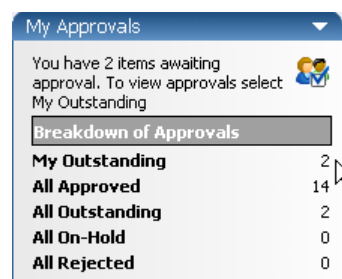 My Approvals
You have 2 items awaiting
approval. To view approvals select
My Outstanding
Breakdown of Approvals
My Outstanding 2
All Approved 14
All Outstanding 2
All On-Hold 0
All Rejected 0